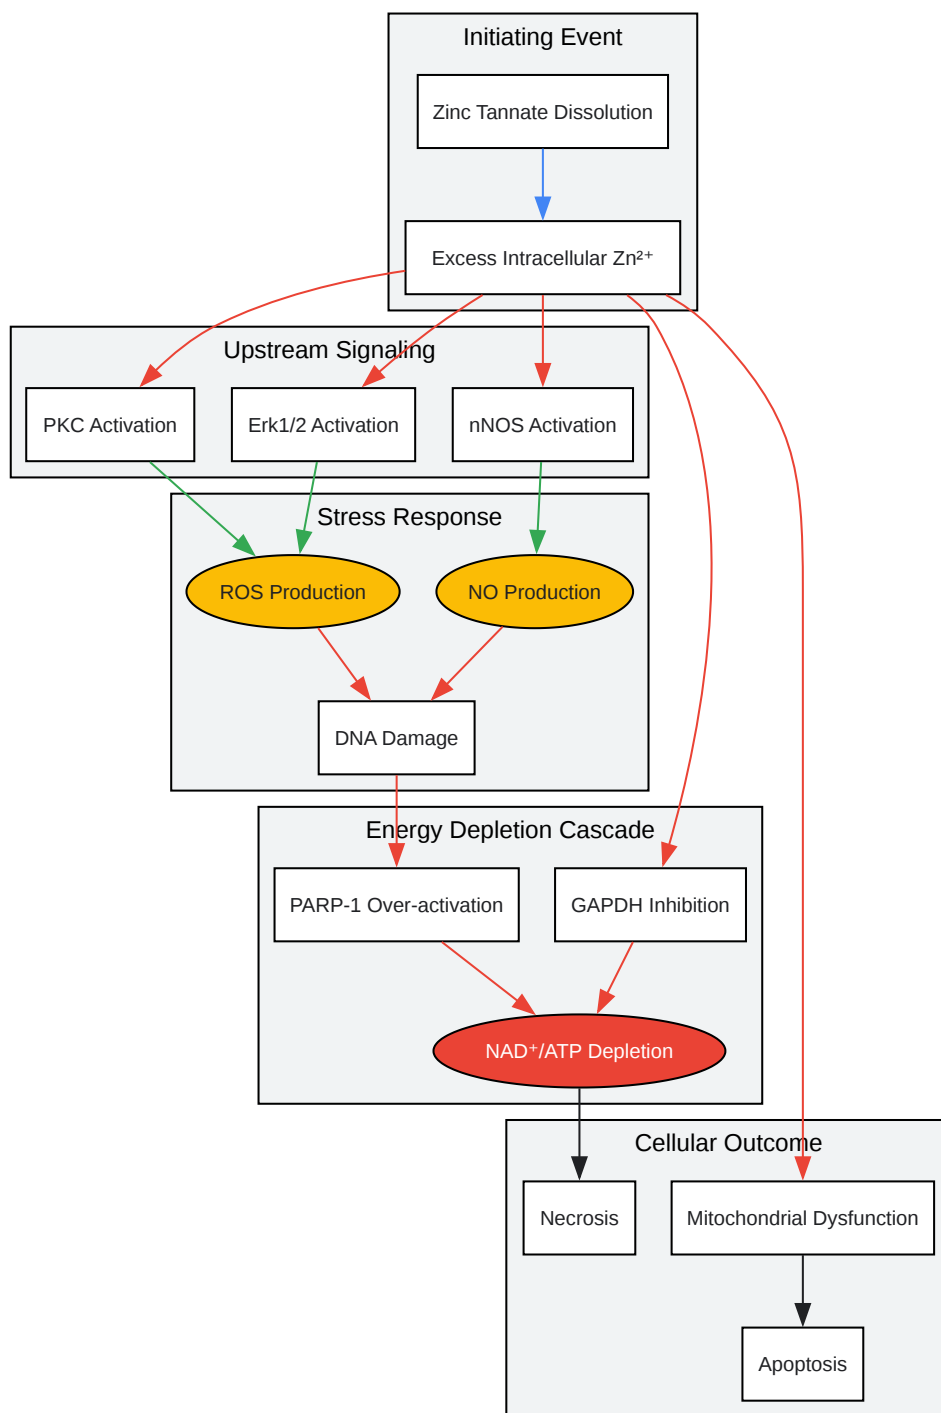 Initiating Event
Zinc Tannate Dissolution
Excess Intracellular Zn²⁺
Upstream Signaling
PKC Activation
Erk1/2 Activation
nNOS Activation
Stress Response
ROS Production
NO Production
DNA Damage
Energy Depletion Cascade
PARP-1 Over-activation
GAPDH Inhibition
NAD⁺/ATP Depletion
Cellular Outcome
Necrosis
Mitochondrial Dysfunction
Apoptosis